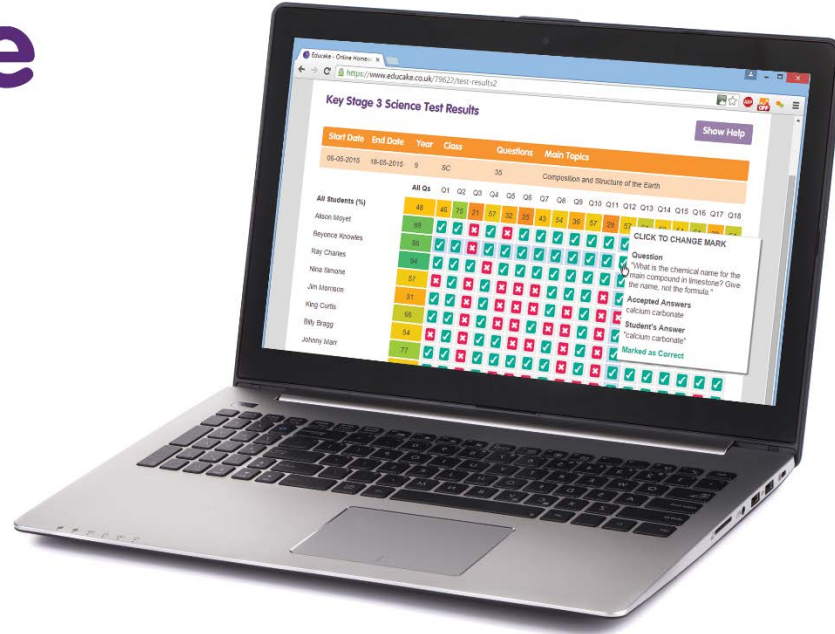 e
Educake - Online Homew
https://www.educake.co.uk/79622/test-results2
Key Stage 3 Science Test Results
Show Help
Start Date End Date Year Class Questions Main Topics
06-05-2015 18-05-2015 9 SC 35 Composition and Structure of the Earth
All Qs Q1 Q2 Q3 Q4 Q5 Q6 Q7 Q8 Q9 Q10 Q11 Q12 Q13 Q14 Q15 Q16 Q17 Q18
All Students (%) 48 46 75 21 57 32 35 43 54 36 57 29 57
Alison Moyet 89
Beyonce Knowles 86
Ray Charles 94
Nina Simone 57
Jim Morrison 31
King Curtis 66
Billy Bragg 54
Johnny Marr 77
CLICK TO CHANGE MARK
Question
"What is the chemical name for the
main compound in limestone? Give
the name, not the formula."
Accepted Answers
calcium carbonate
Student's Answer
"calcium carbonate"
Marked as Correct